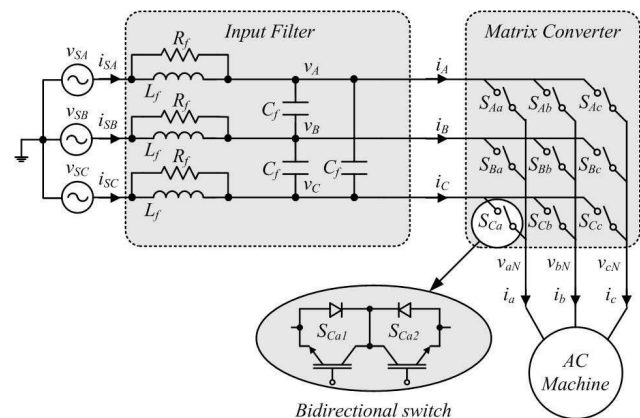 Input Filter
Matrix Converter
v_SA
i_SA
R_f
L_f
v_A
i_A
S_Aa
S_Ab
S_Ac
C_f
v_SB
i_SB
R_f
L_f
v_B
i_B
S_Ba
S_Bb
S_Bc
C_f
C_f
v_SC
i_SC
R_f
L_f
v_C
i_C
S_Ca
S_Cb
S_Cc
v_aN
v_bN
v_cN
i_a
i_b
i_c
S_Ca1
S_Ca2
AC
Machine
Bidirectional switch